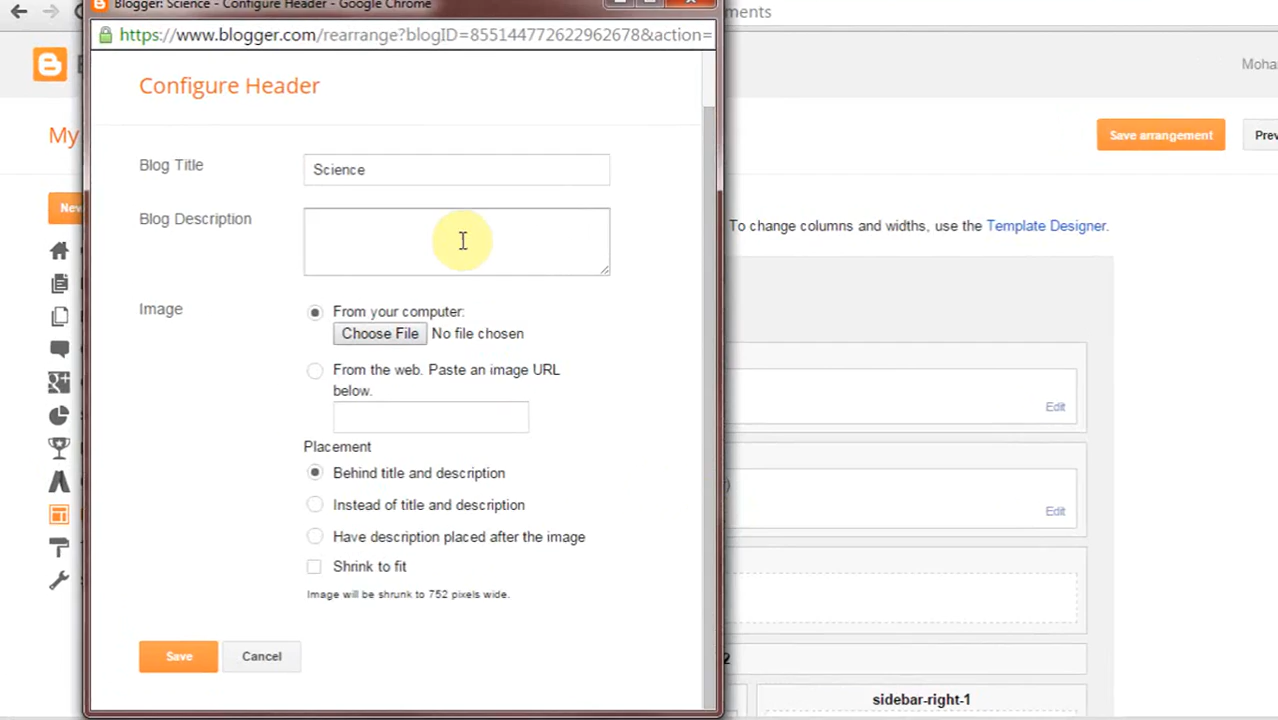 Blogger: Science - Configure Header - Google Chrome
ments
https://www.blogger.com/rearrange?blogID=855144772622962678&action=
Moha
Configure Header
My
Save arrangement
Prev
Blog Title
Science
New
Blog Description
To change columns and widths, use the Template Designer.
Image
From your computer:
Choose File
No file chosen
From the web. Paste an image URL
below.
Edit
Placement
Behind title and description
)
Instead of title and description
Edit
Have description placed after the image
Shrink to fit
Image will be shrunk to 752 pixels wide.
Save
Cancel
2
sidebar-right-1